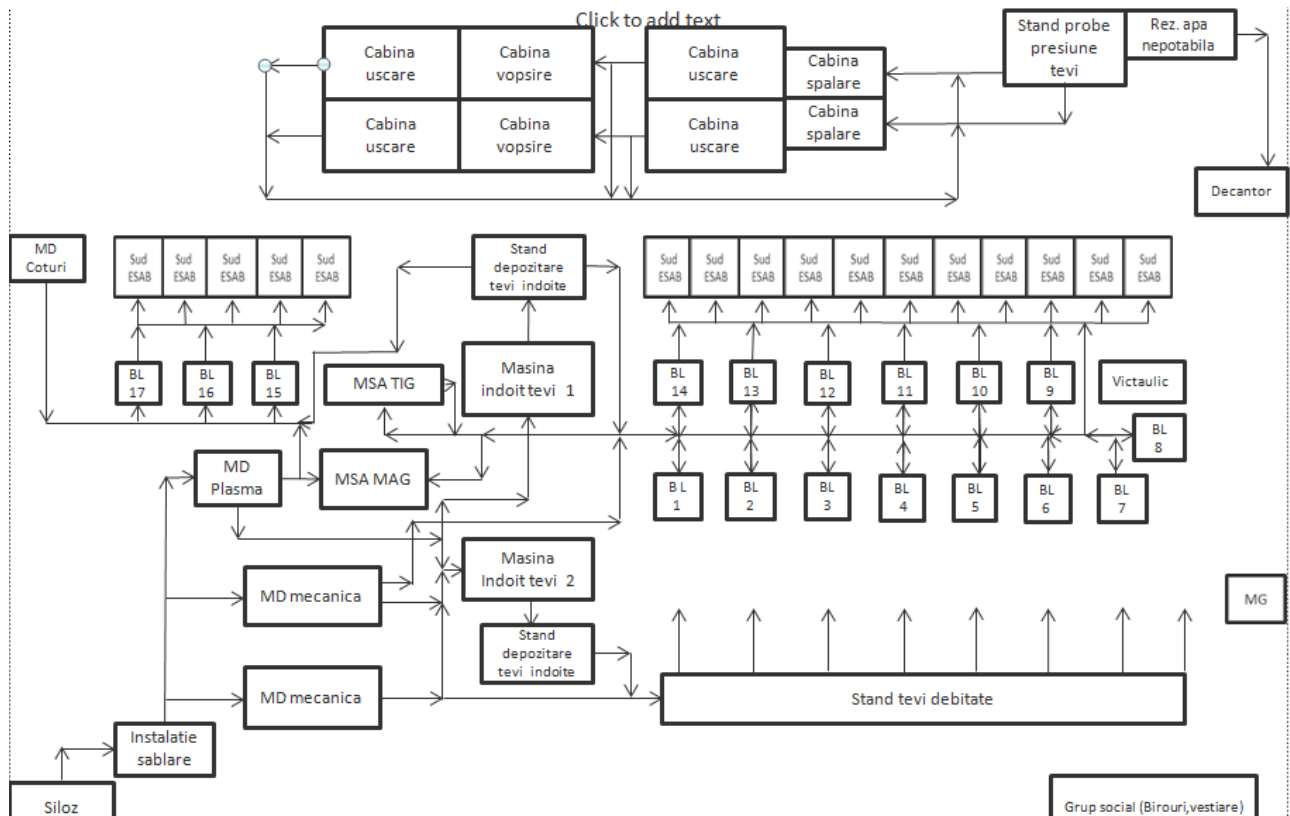 Click to add text
Cabina
uscare
Cabina
vopsire
Cabina
uscare
Cabina
spalare
Stand probe
presiune
tevi
Rez. apa
nepotabila
Cabina
uscare
Cabina
vopsire
Cabina
uscare
Cabina
spalare
Decantor
MD
Coturi
Sud
ESAB
Sud
ESAB
Sud
ESAB
Sud
ESAB
Sud
ESAB
Stand
depozitare
tevi indoite
Sud
ESAB
Sud
ESAB
Sud
ESAB
Sud
ESAB
Sud
ESAB
Sud
ESAB
Sud
ESAB
Sud
ESAB
Sud
ESAB
Sud
ESAB
Sud
ESAB
BL
17
BL
16
BL
15
MSA TIG
Masina
indoit tevi 1
BL
14
BL
13
BL
12
BL
11
BL
10
BL
9
Victaulic
BL
8
MD
Plasma
MSA MAG
B L
1
BL
2
BL
3
BL
4
BL
5
BL
6
BL
7
MD mecanica
Masina
Indoit tevi 2
MG
Stand
depozitare
tevi indoite
MD mecanica
Stand tevi debitate
Instalatie
sablare
Siloz
Grup social (Birouri,vestiare)